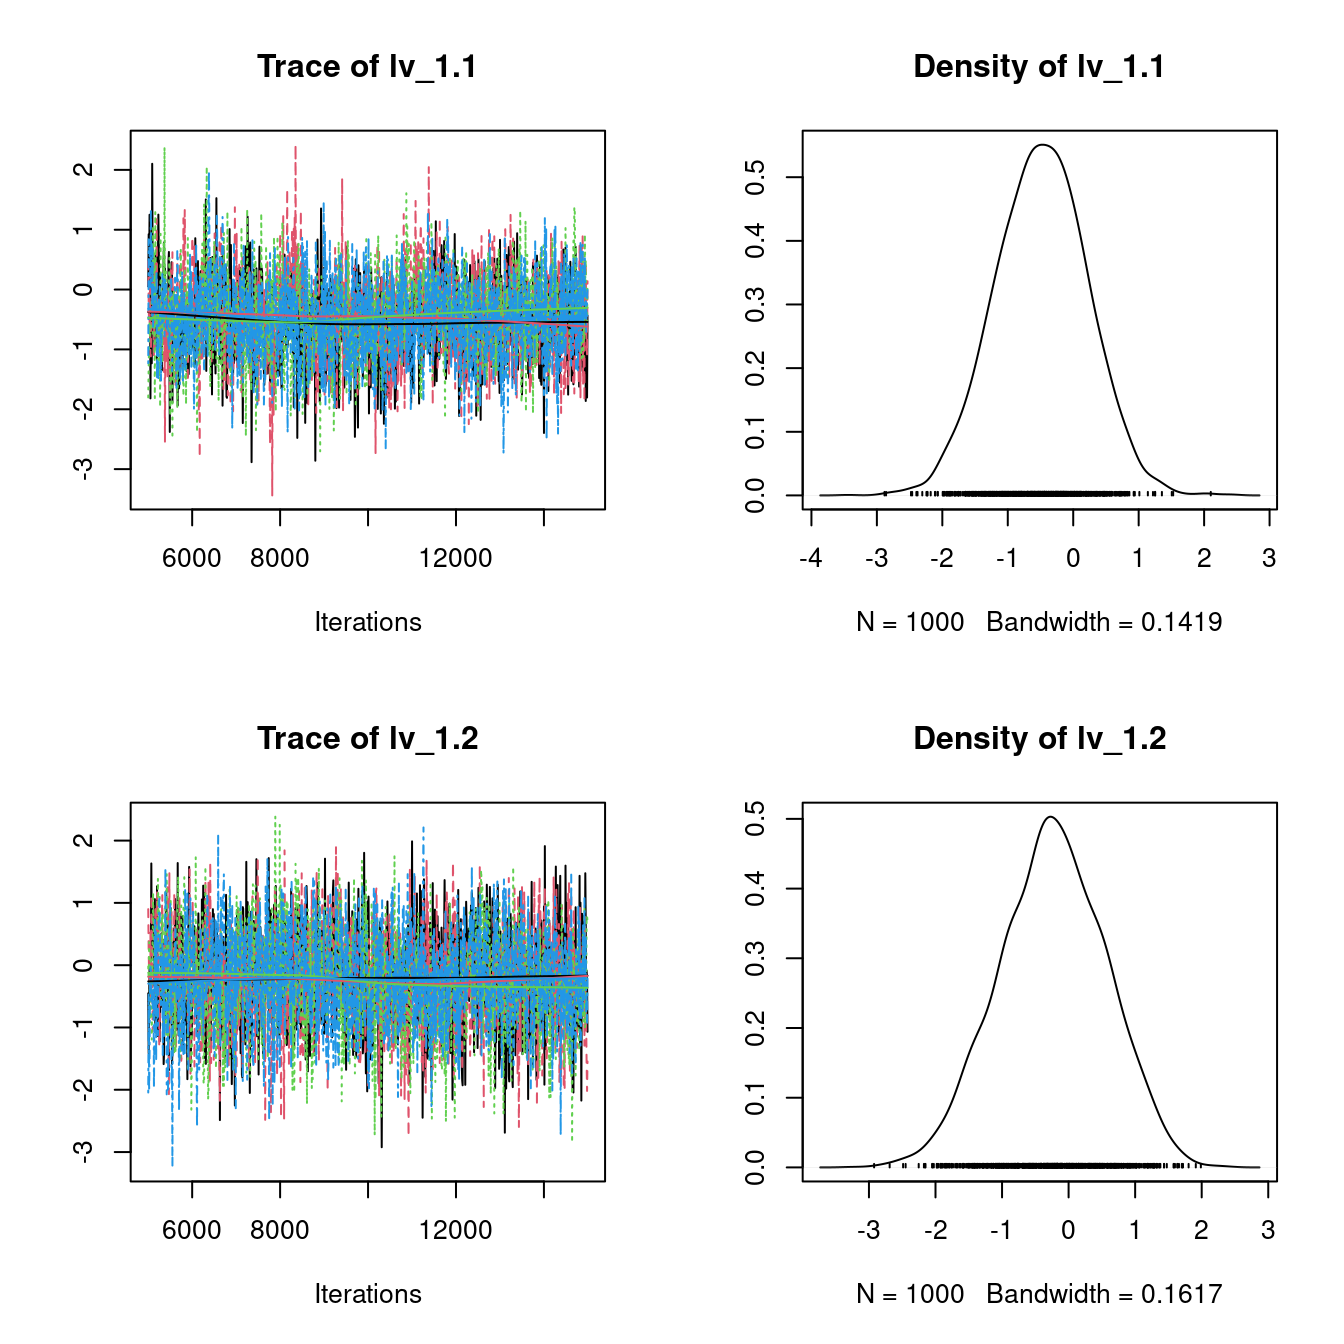 Trace of lv_1.1
2
1
0
-1
-2
-3
6000 8000 12000
Iterations
Density of lv_1.1
0.5
0.4
0.3
0.2
0.1
0.0
-4 -3 -2 -1 0 1 2 3
N = 1000 Bandwidth = 0.1419
Trace of lv_1.2
2
1
0
-1
-2
-3
6000 8000 12000
Iterations
Density of lv_1.2
0.5
0.4
0.3
0.2
0.1
0.0
-3 -2 -1 0 1 2 3
N = 1000 Bandwidth = 0.1617